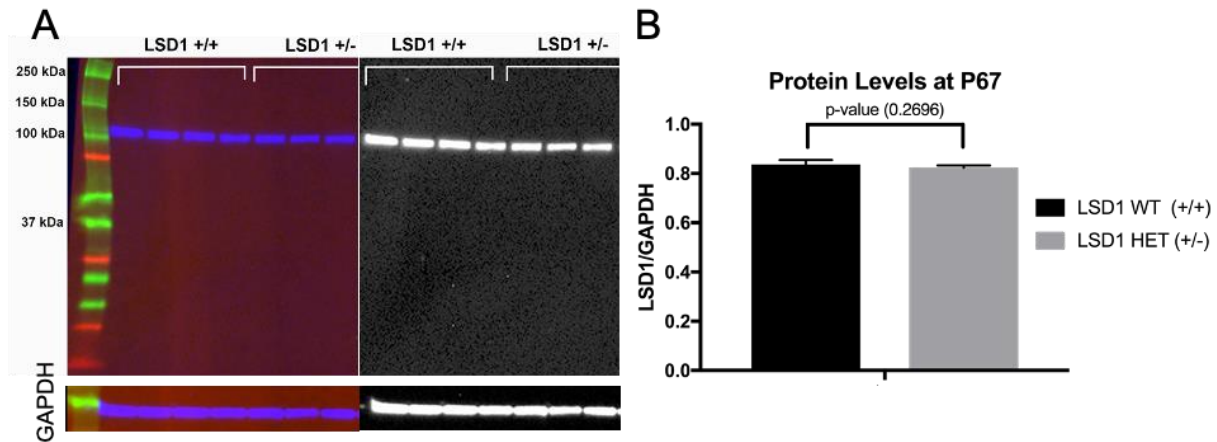 A
LSD1 +/+
LSD1 +/-
LSD1 +/+
LSD1 +/-
250 kDa
150 kDa
100 kDa
37 kDa
GAPDH
B
Protein Levels at P67
p-value (0.2696)
1.0
0.8
0.6
0.4
0.2
0.0
LSD1/GAPDH
LSD1 WT (+/+)
LSD1 HET (+/-)